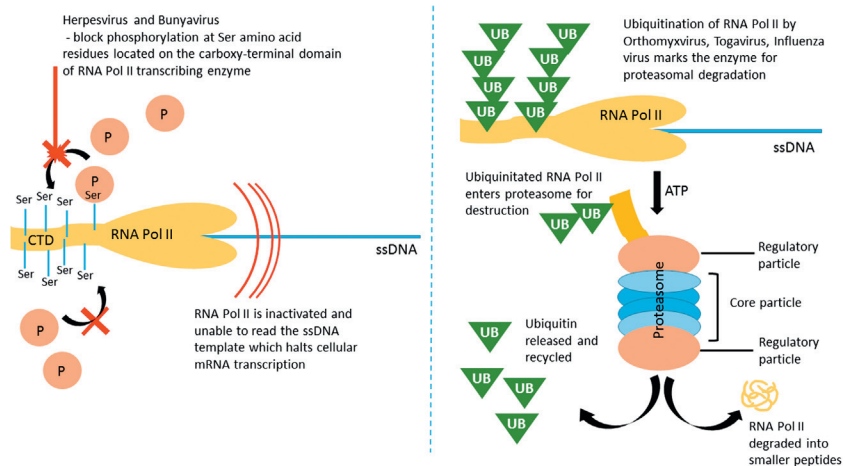 Herpesvirus and Bunyavirus
- block phosphorylation at Ser amino acid
residues located on the carboxy-terminal domain
of RNA Pol II transcribing enzyme
P
P
P
Ser
Ser
Ser
Ser
Ser
CTD
RNA Pol II
ssDNA
Ser
Ser
Ser
Ser
P
P
RNA Pol II is inactivated and
unable to read the ssDNA
template which halts cellular
mRNA transcription
Ubiquitination of RNA Pol II by
Orthomyxvirus, Togavirus, Influenza
virus marks the enzyme for
proteasomal degradation
UB
UB
UB
UB
UB
UB
UB
UB
RNA Pol II
ssDNA
Ubiquinitated RNA Pol II
enters proteasome for
destruction
ATP
UB
UB
Regulatory
particle
Proteasome
Core particle
Regulatory
particle
Ubiquitin
released and
recycled
UB
UB
UB
UB
UB
RNA Pol II
degraded into
smaller peptides